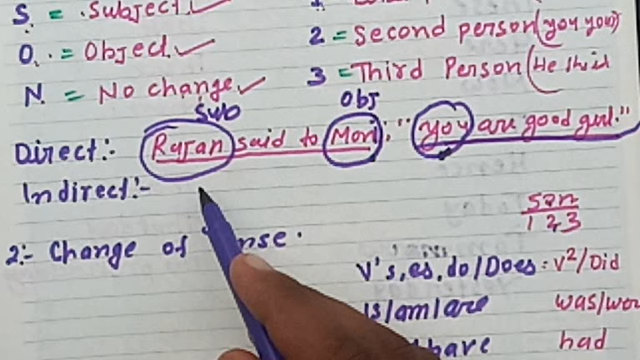 S. = Subject
O. = Object
N = No change
2 = Second person (you your)
3 = Third Person (He
Sub Obj
Direct:- Rajan said to Moni, "you are good girl."
Indirect:-
SON
123
2:- Change of
V's, es, do/Does = V²/Did
Is/am/are was/
had